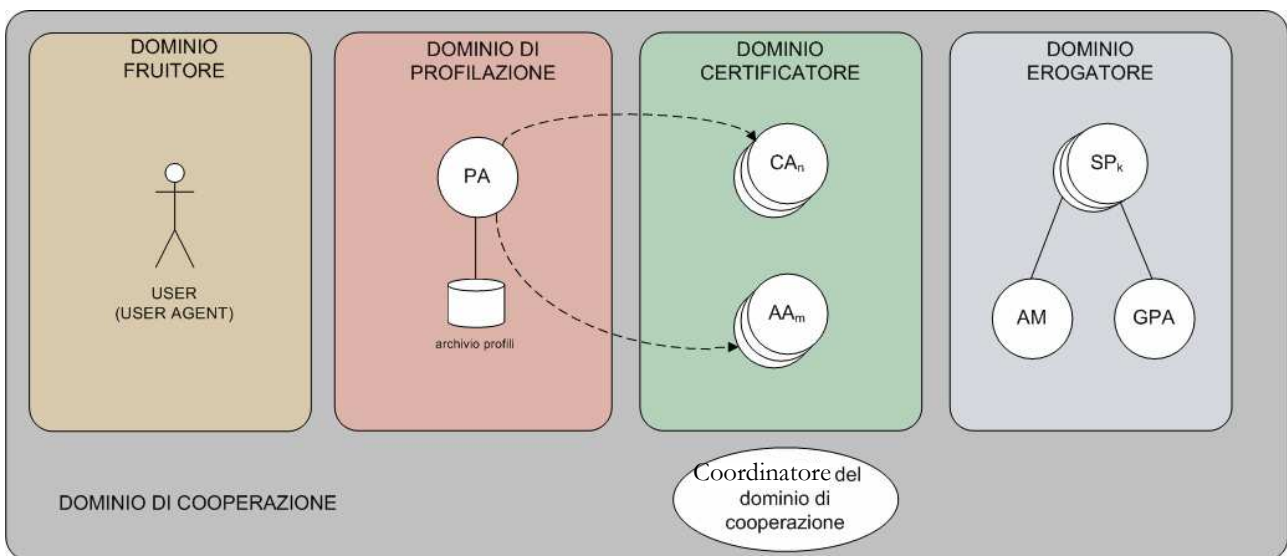 DOMINIO
FRUITORE
USER
(USER AGENT)
DOMINIO DI
PROFILAZIONE
PA
archivio profili
DOMINIO
CERTIFICATORE
CAn
AAm
DOMINIO
EROGATORE
SPk
AM
GPA
DOMINIO DI COOPERAZIONE
Coordinatore del
dominio di
cooperazione